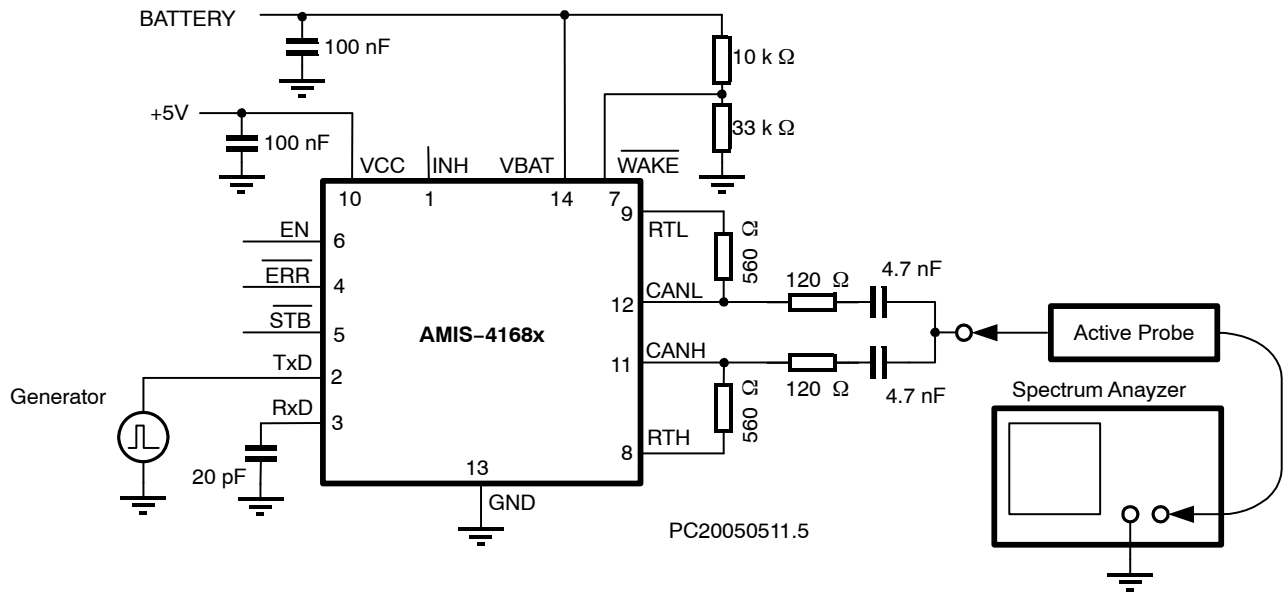 BATTERY
100 nF
10 k Ω
+5V
100 nF
33 k Ω
VCC
INH
VBAT
WAKE
10
1
14
7
9
RTL
560 Ω
EN
6
ERR
4
STB
5
AMIS-4168x
12
CANL
120 Ω
4.7 nF
Active Probe
11
CANH
120 Ω
4.7 nF
TxD
2
Generator
RxD
3
560 Ω
Spectrum Anayzer
8
RTH
20 pF
13
GND
PC20050511.5